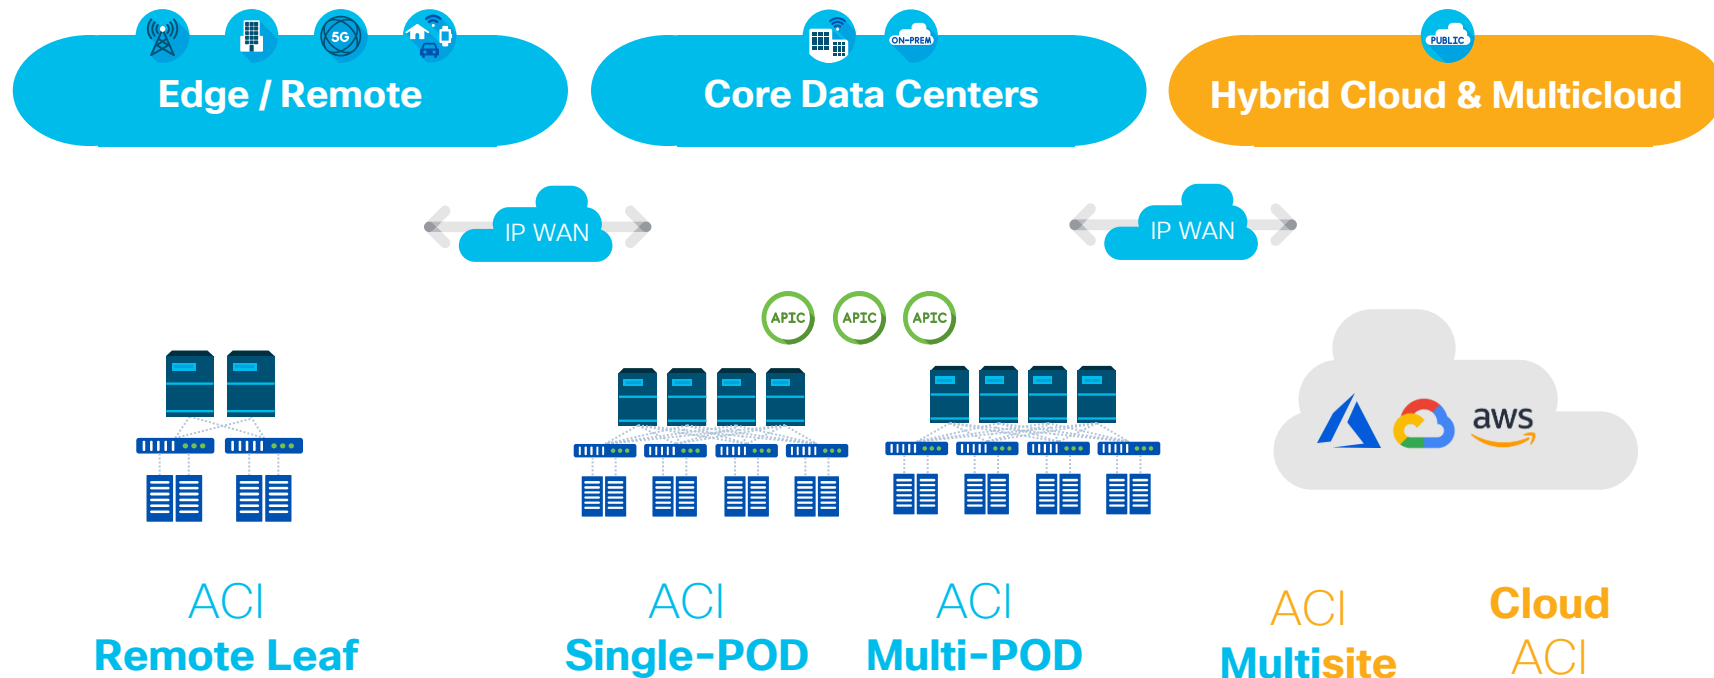 5G
ON-PREM
PUBLIC
Edge / Remote
Core Data Centers
Hybrid Cloud & Multicloud
IP WAN
IP WAN
APIC
APIC
APIC
aws
ACI
Remote Leaf
ACI
Single-POD
ACI
Multi-POD
ACI
Multisite
Cloud
ACI